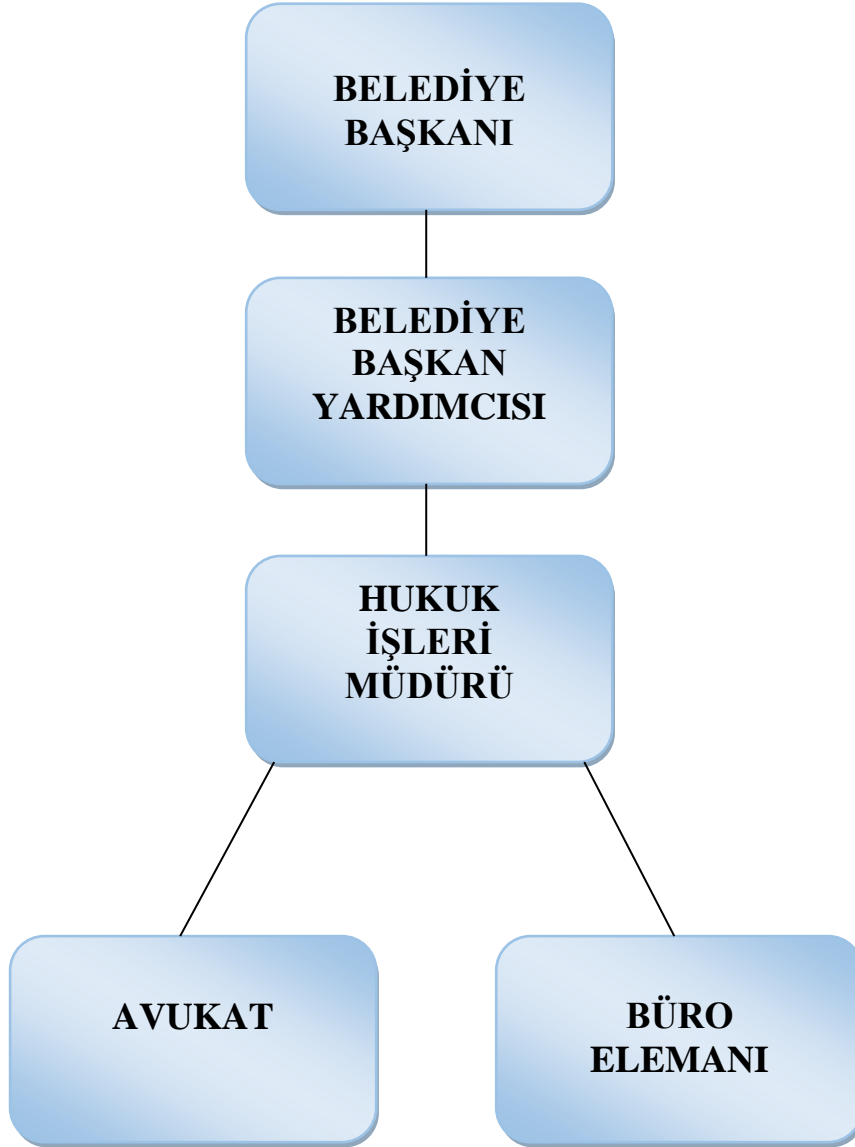 BELEDİYE
BAŞKANI
BELEDİYE
BAŞKAN
YARDIMCISI
HUKUK
İŞLERİ
MÜDÜRÜ
AVUKAT
BÜRO
ELEMANI